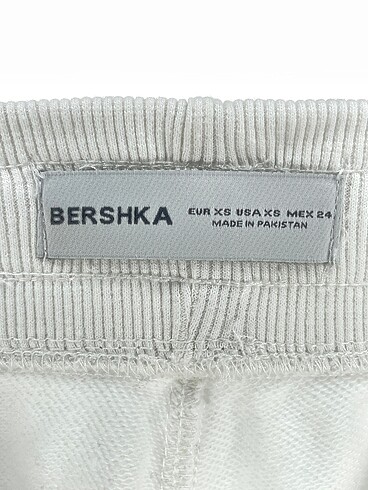 BERSHKA
EUR XS USA XS MEX 24
MADE IN PAKISTAN